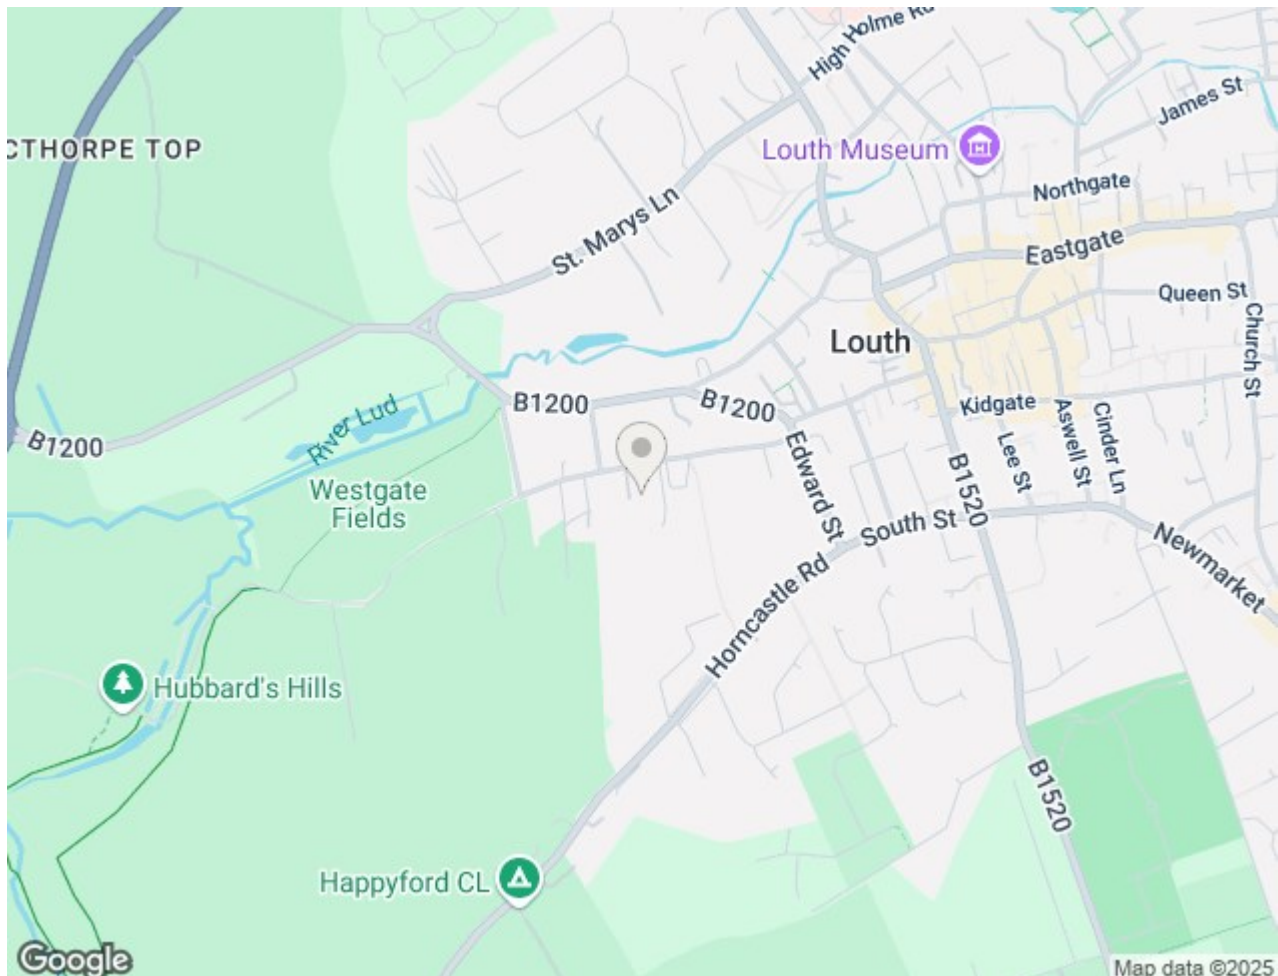 High Holme Rd
James St
CTHORPE TOP
Louth Museum
Northgate
St. Marys Ln
Eastgate
Queen St
Church St
Louth
B1200
B1200
Kidgate
Aswell St
Cinder Ln
Lee St
B1200
River Lud
Edward St
B1520
Westgate
Fields
South St
Newmarket
Horncastle Rd
Hubbard's Hills
B1520
Happyford CL
Google
Map data ©2025